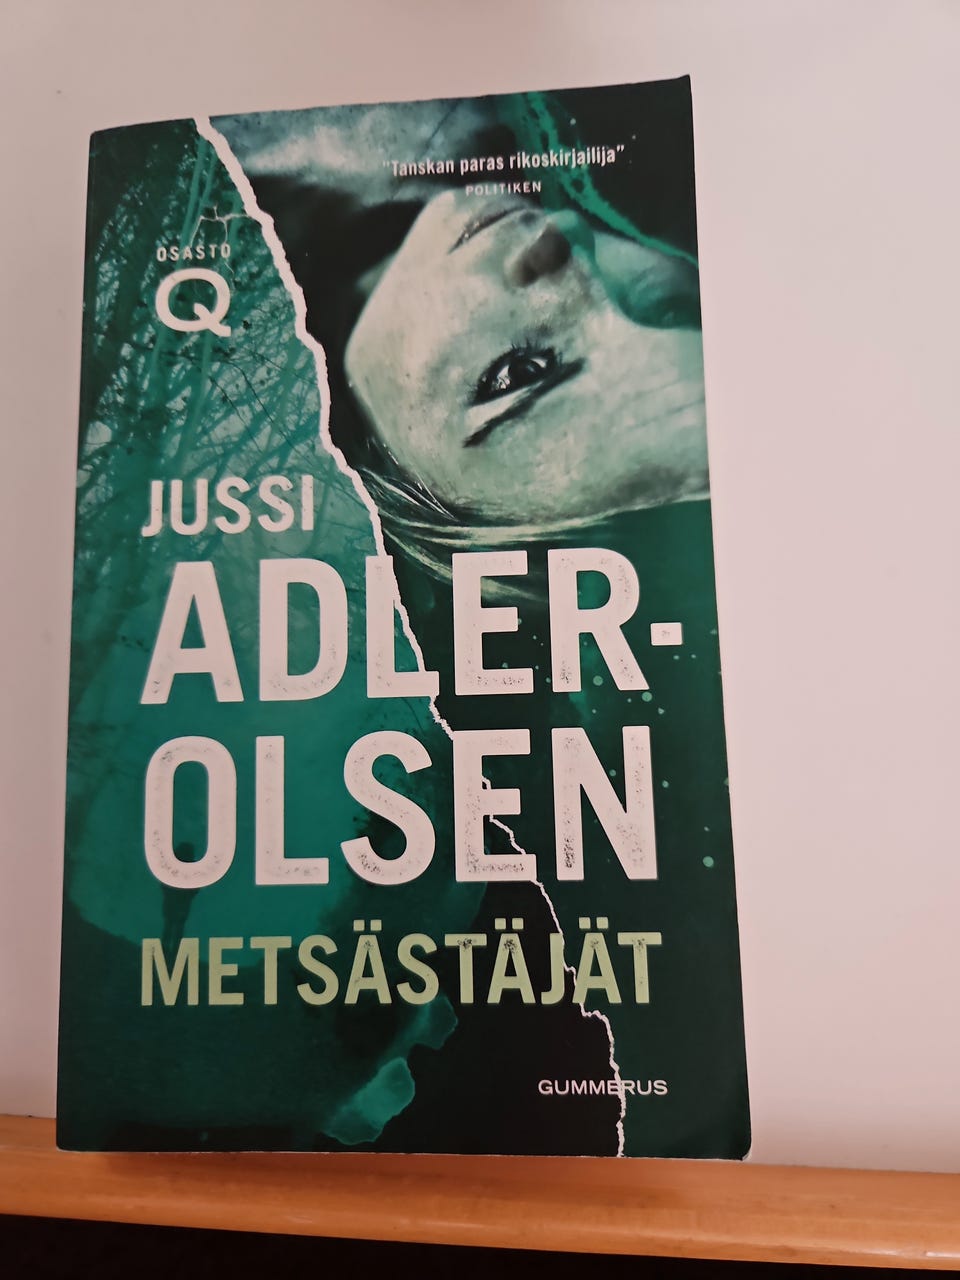 "Tanskan paras rikoskirjailija"
POLITIKEN
OSASTO
Q
JUSSI
ADLER-
OLSEN
METSÄSTÄJÄT
GUMMERUS